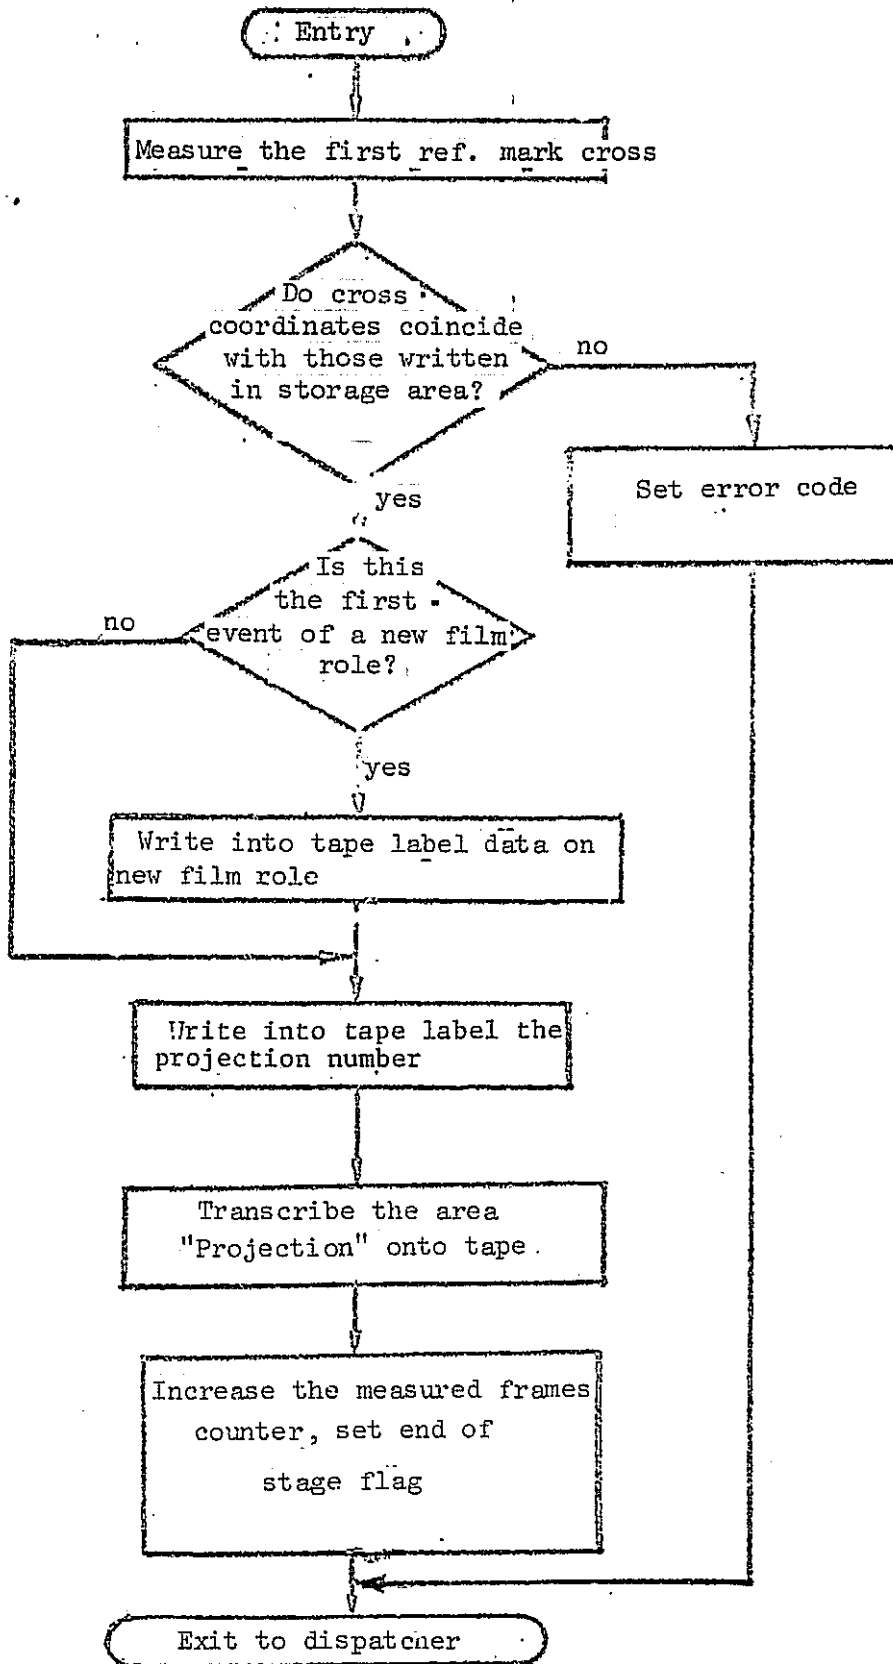 Entry
Measure the first ref. mark cross
Do cross
coordinates coincide
with those written
in storage area?
no
yes
Set error code
Is this
the first
event of a new film
role?
no
yes
Write into tape label data on
new film role
Write into tape label the
projection number
Transcribe the area
"Projection" onto tape.
Increase the measured frames
counter, set end of
stage flag
Exit to dispatcher